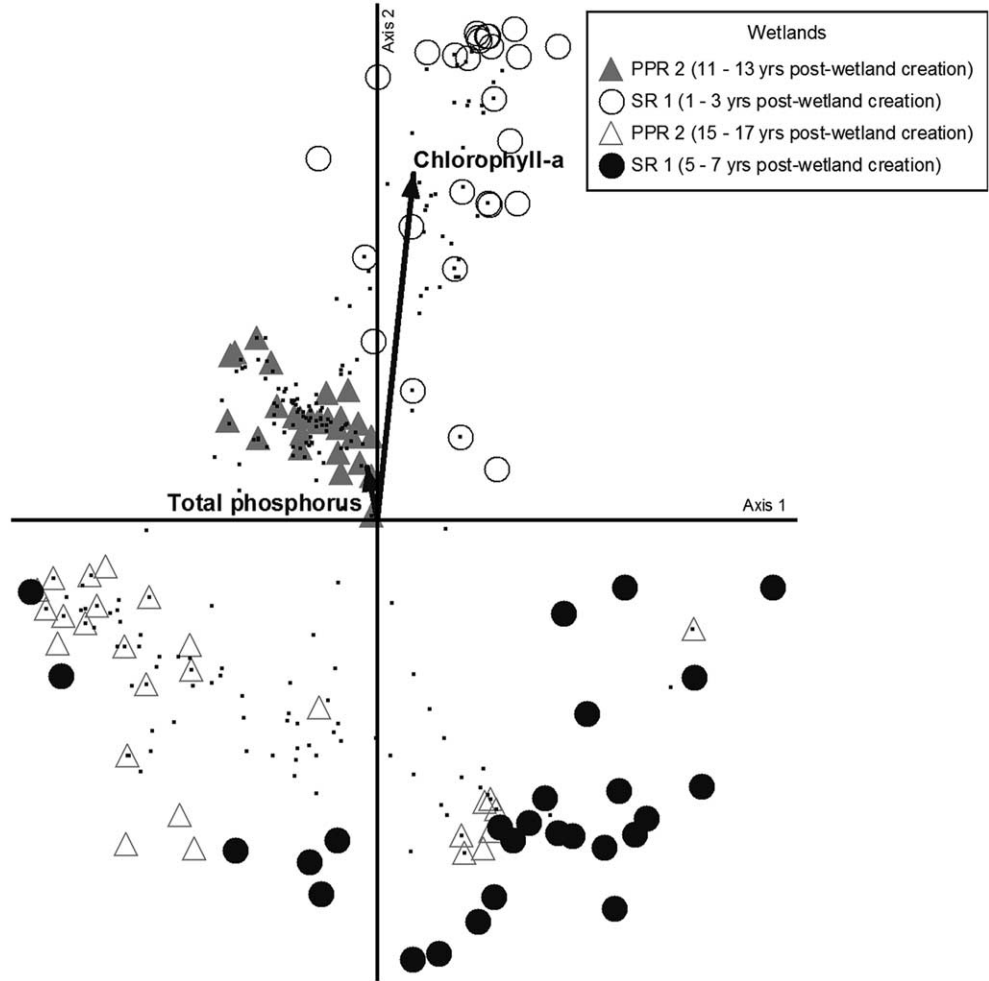 Axis 2
Wetlands
PPR 2 (11 - 13 yrs post-wetland creation)
SR 1 (1 - 3 yrs post-wetland creation)
PPR 2 (15 - 17 yrs post-wetland creation)
SR 1 (5 - 7 yrs post-wetland creation)
Chlorophyll-a
Total phosphorus
Axis 1